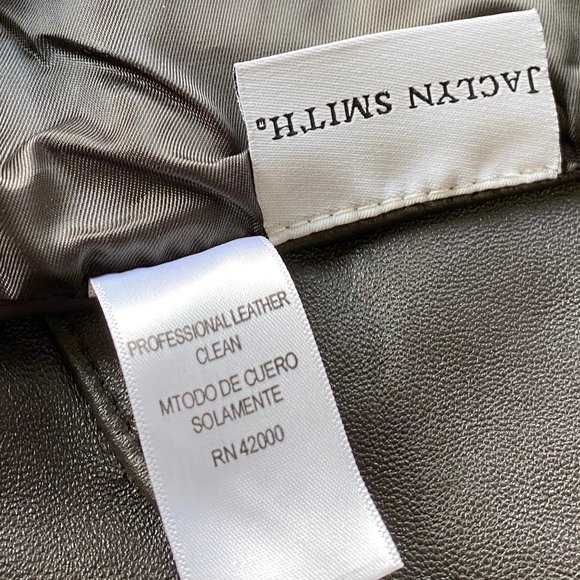 JACLYN SMITH®
PROFESSIONAL LEATHER
CLEAN
MTODO DE CUERO
SOLAMENTE
RN 42000